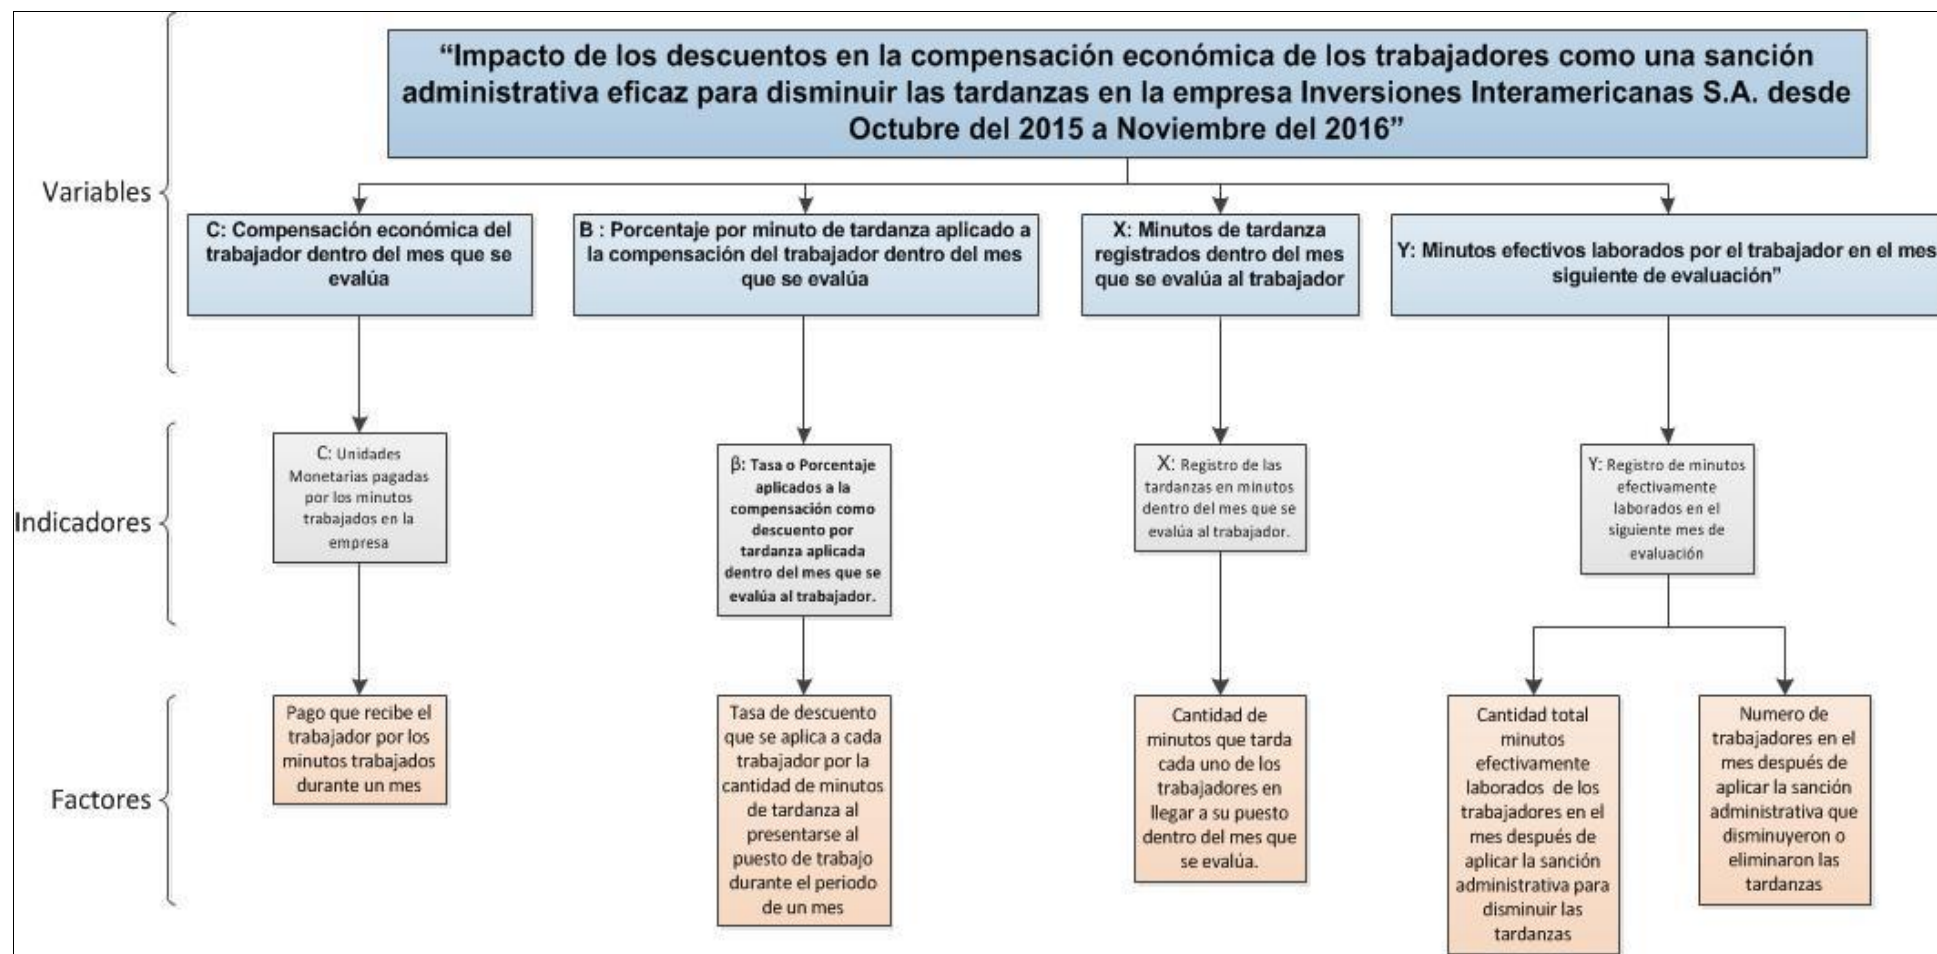 “Impacto de los descuentos en la compensación económica de los trabajadores como una sanción
administrativa eficaz para disminuir las tardanzas en la empresa Inversiones Interamericanas S.A. desde
Octubre del 2015 a Noviembre del 2016”
Variables
C: Compensación económica del
trabajador dentro del mes que se
evalúa
B : Porcentaje por minuto de tardanza aplicado a
la compensación del trabajador dentro del mes
que se evalúa
X: Minutos de tardanza
registrados dentro del mes
que se evalúa al trabajador
Y: Minutos efectivos laborados por el trabajador en el mes
siguiente de evaluación”
Indicadores
C: Unidades
Monetarias pagadas
por los minutos
trabajados en la
empresa
β: Tasa o Porcentaje
aplicados a la
compensación como
descuento por
tardanza aplicada
dentro del mes que se
evalúa al trabajador.
X: Registro de las
tardanzas en minutos
dentro del mes que se
evalúa al trabajador.
Y: Registro de minutos
efectivamente
laborados en el
siguiente mes de
evaluación
Factores
Pago que recibe el
trabajador por los
minutos trabajados
durante un mes
Tasa de descuento
que se aplica a cada
trabajador por la
cantidad de minutos
de tardanza al
presentarse al
puesto de trabajo
durante el periodo
de un mes
Cantidad de
minutos que tarda
cada uno de los
trabajadores en
llegar a su puesto
dentro del mes que
se evalúa.
Cantidad total
minutos
efectivamente
laborados de los
trabajadores en el
mes después de
aplicar la sanción
administrativa para
disminuir las
tardanzas
Numero de
trabajadores en el
mes después de
aplicar la sanción
administrativa que
disminuyeron o
eliminaron las
tardanzas